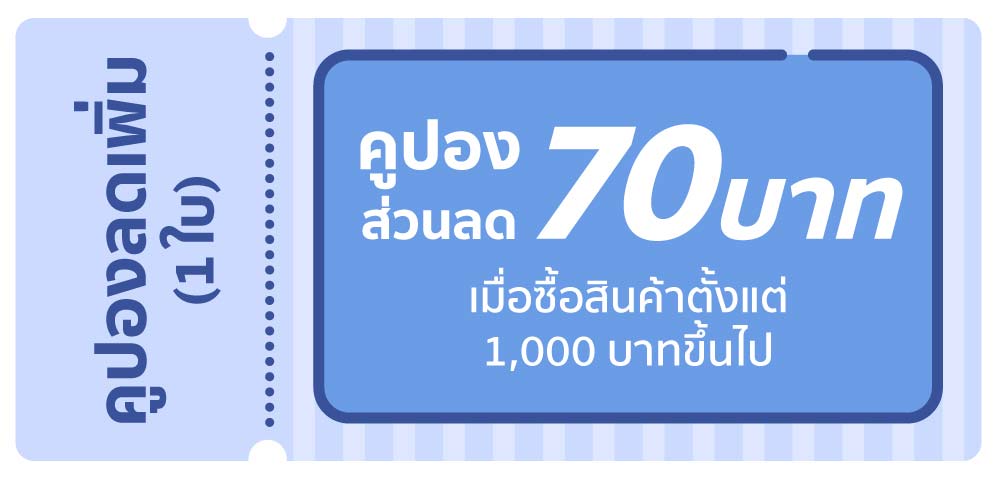 คูปองลดเพิ่ม
(1 ใบ)
คูปอง
ส่วนลด 70 บาท
เมื่อซื้อสินค้าตั้งแต่
1,000 บาทขึ้นไป